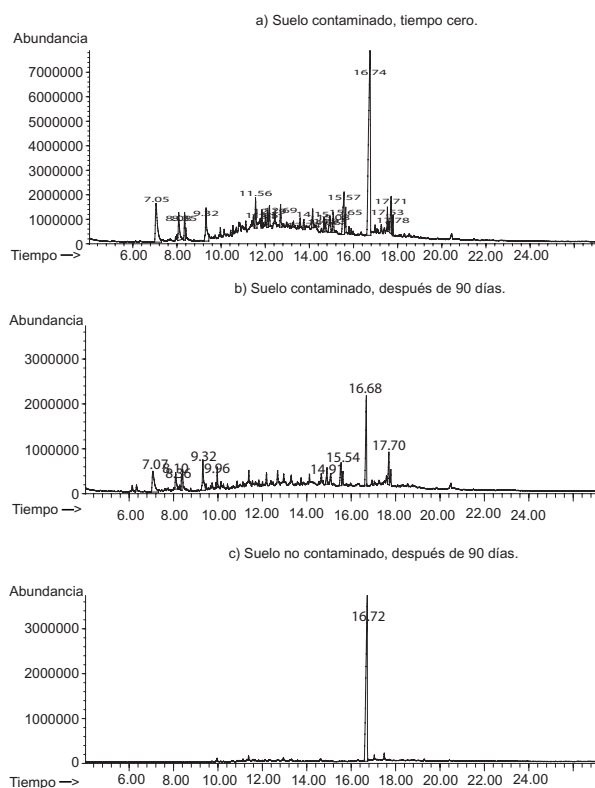 a) Suelo contaminado, tiempo cero.
Abundancia
7000000
16.74
6000000
5000000
4000000
3000000
11.56
15.57
2000000
9.32
17.71
7.05
1000000
0
Tiempo —>
6.00 8.00 10.00 12.00 14.00 16.00 18.00 20.00 22.00 24.00
b) Suelo contaminado, después de 90 días.
Abundancia
3000000
16.68
2000000
1000000
7.07
8.10
8.36
9.32
9.96
14.91
15.54
17.70
0
Tiempo —>
6.00 8.00 10.00 12.00 14.00 16.00 18.00 20.00 22.00 24.00
c) Suelo no contaminado, después de 90 días.
Abundancia
16.72
3000000
2000000
1000000
0
Tiempo —>
6.00 8.00 10.00 12.00 14.00 16.00 18.00 20.00 22.00 24.00